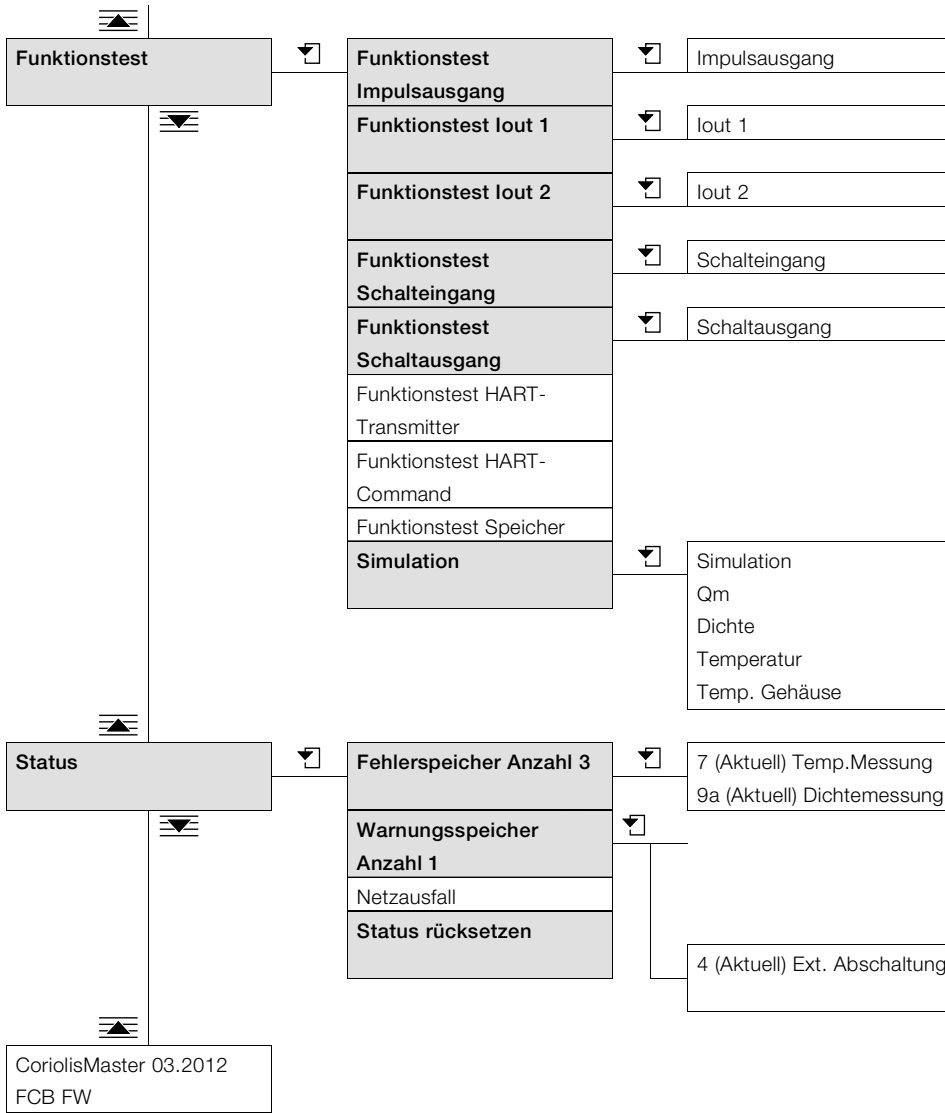 Funktionstest
Funktionstest
Impulsausgang
Impulsausgang
Funktionstest Iout 1
Iout 1
Funktionstest Iout 2
Iout 2
Funktionstest
Schalteingang
Schalteingang
Funktionstest
Schaltausgang
Schaltausgang
Funktionstest HART-
Transmitter
Funktionstest HART-
Command
Funktionstest Speicher
Simulation
Simulation
Qm
Dichte
Temperatur
Temp. Gehäuse
Status
Fehlerspeicher Anzahl 3
7 (Aktuell) Temp.Messung
9a (Aktuell) Dichtemessung
Warnungsspeicher
Anzahl 1
Netzausfall
Status rücksetzen
4 (Aktuell) Ext. Abschaltung
CoriolisMaster 03.2012
FCB FW